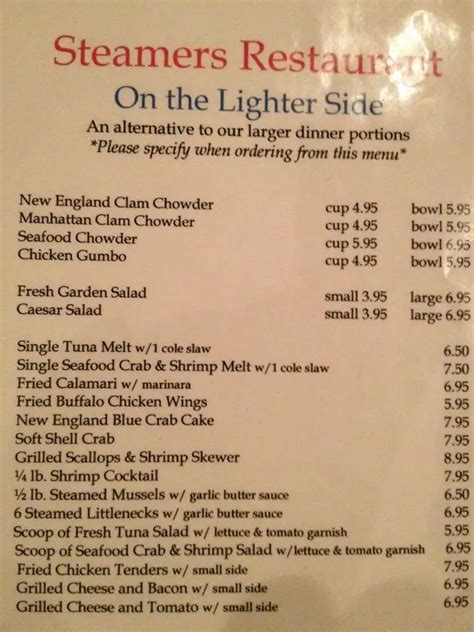 Steamers Restaurant
On the Lighter Side
An alternative to our larger dinner portions
*Please specify when ordering from this menu*
New England Clam Chowder cup 4.95 bowl 5.95
Manhattan Clam Chowder cup 4.95 bowl 5.95
Seafood Chowder cup 5.95 bowl 6.95
Chicken Gumbo cup 4.95 bowl 5.95
Fresh Garden Salad small 3.95 large 6.95
Caesar Salad small 3.95 large 6.95
Single Tuna Melt w/1 cole slaw 6.50
Single Seafood Crab & Shrimp Melt w/1 cole slaw 7.50
Fried Calamari w/ marinara 6.95
Fried Buffalo Chicken Wings 5.95
New England Blue Crab Cake 7.95
Soft Shell Crab 7.95
Grilled Scallops & Shrimp Skewer 8.95
¼ lb. Shrimp Cocktail 7.95
½ lb. Steamed Mussels w/ garlic butter sauce 6.50
6 Steamed Littlenecks w/ garlic butter sauce 6.95
Scoop of Fresh Tuna Salad w/ lettuce & tomato garnish 5.95
Scoop of Seafood Crab & Shrimp Salad w/lettuce & tomato garnish 6.95
Fried Chicken Tenders w/ small side 7.95
Grilled Cheese and Bacon w/ small side 6.95
Grilled Cheese and Tomato w/ small side 6.95